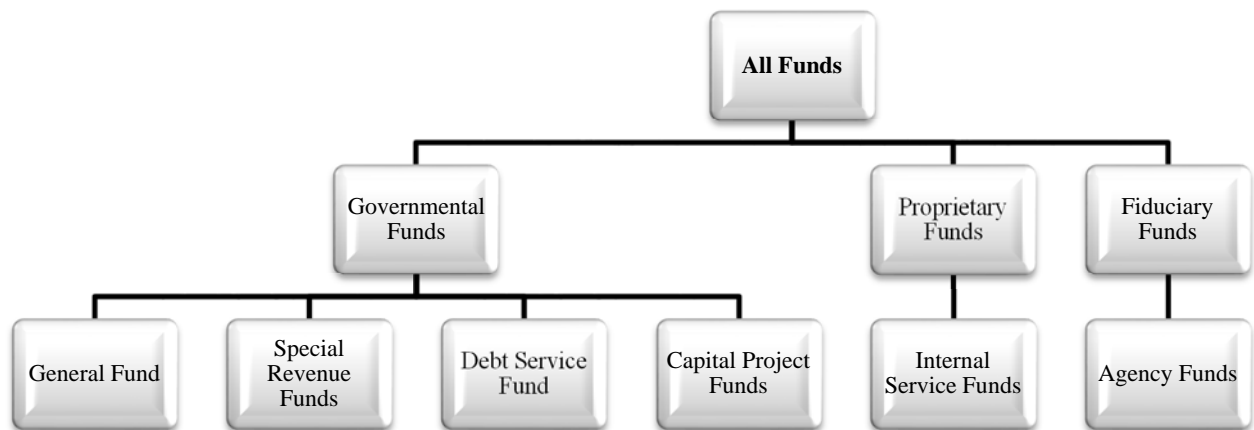 All Funds
Governmental
Funds
Proprietary
Funds
Fiduciary
Funds
General Fund
Special
Revenue
Funds
Debt Service
Fund
Capital Project
Funds
Internal
Service Funds
Agency Funds